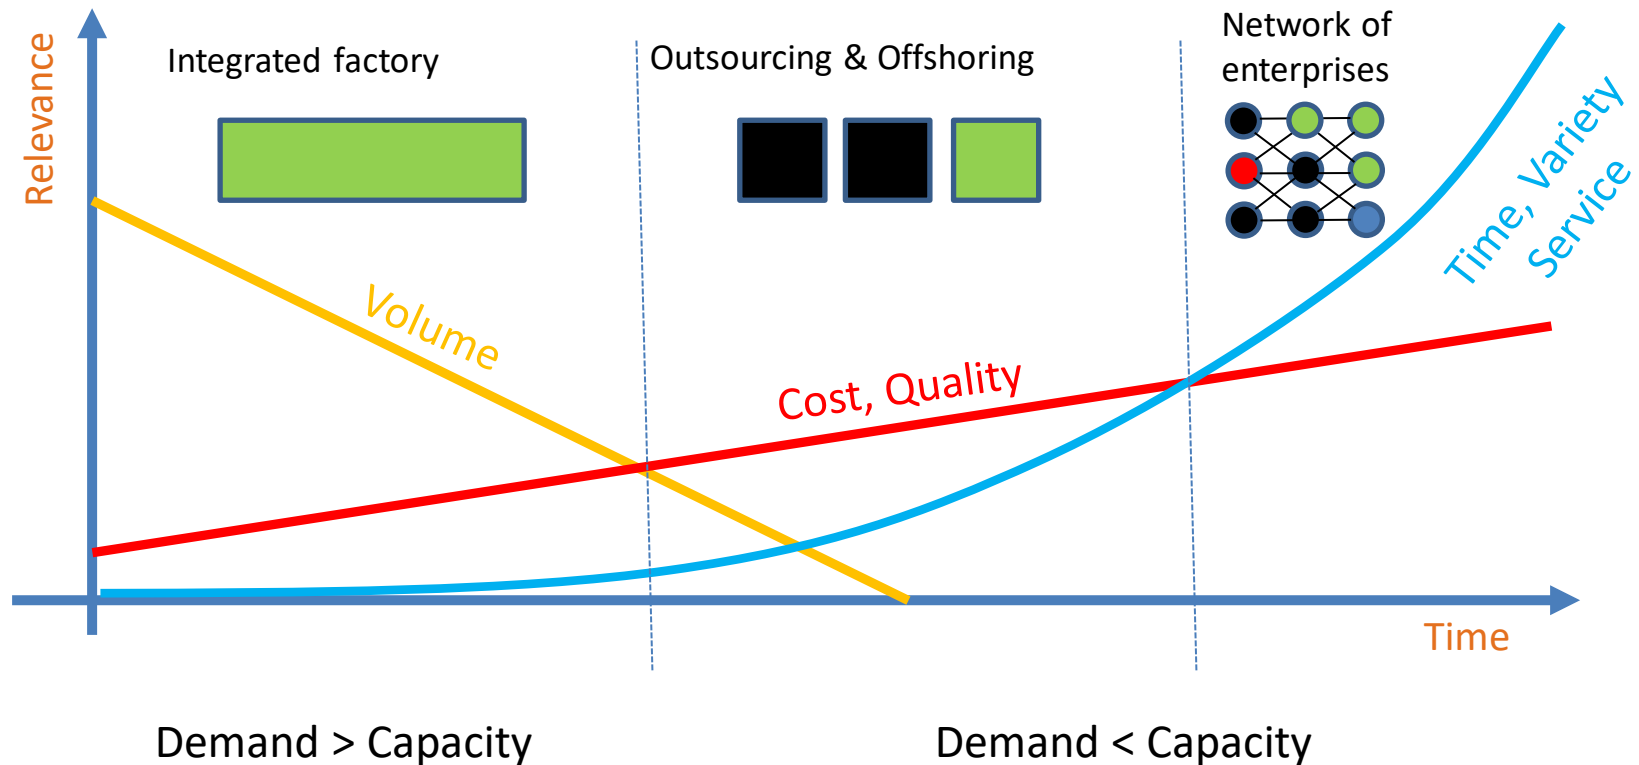 Relevance
Integrated factory
Outsourcing & Offshoring
Network of
enterprises
Volume
Cost, Quality
Time, Variety
Service
Time
Demand > Capacity
Demand < Capacity